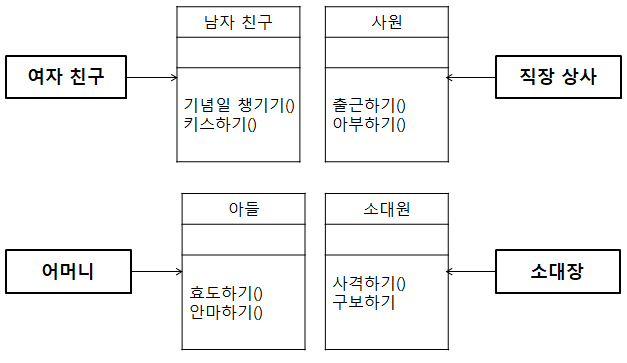 남자 친구
사원
여자 친구
기념일 챙기기()
키스하기()
출근하기()
아부하기()
직장 상사
아들
소대원
어머니
효도하기()
안마하기()
사격하기()
구보하기
소대장